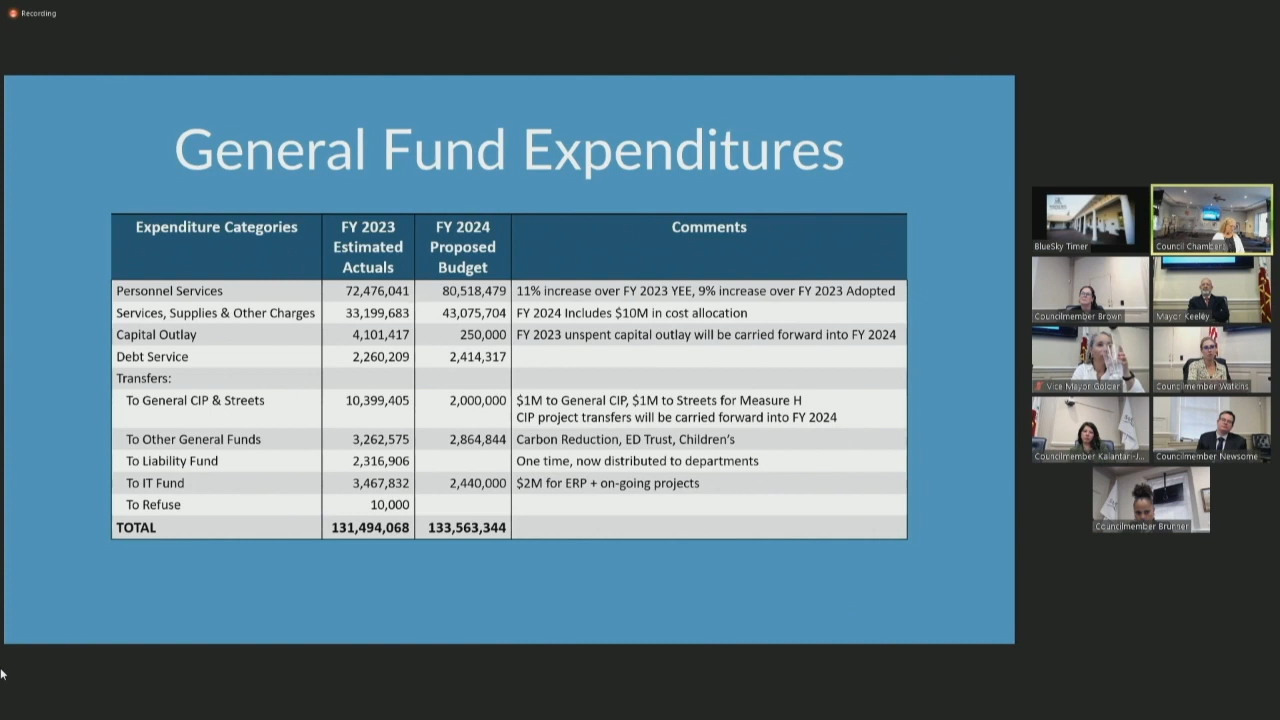 Recording
General Fund Expenditures
Expenditure Categories
FY 2023 Estimated Actuals
FY 2024 Proposed Budget
Comments
Personnel Services 72,476,041 80,518,479 11% increase over FY 2023 YEE, 9% increase over FY 2023 Adopted
Services, Supplies & Other Charges 33,199,683 43,075,704 FY 2024 Includes $10M in cost allocation
Capital Outlay 4,101,417 250,000 FY 2023 unspent capital outlay will be carried forward into FY 2024
Debt Service 2,260,209 2,414,317
Transfers:
To General CIP & Streets 10,399,405 2,000,000 $1M to General CIP, $1M to Streets for Measure H
CIP project transfers will be carried forward into FY 2024
To Other General Funds 3,262,575 2,864,844 Carbon Reduction, ED Trust, Children's
To Liability Fund 2,316,906 One time, now distributed to departments
To IT Fund 3,467,832 2,440,000 $2M for ERP + on-going projects
To Refuse 10,000
TOTAL 131,494,068 133,563,344
BlueSky Timer
Council Chambers
Councilmember Brown
Mayor Keeley
Vice Mayor Golder
Councilmember Watkins
Councilmember Kalantari-J...
Councilmember Newsome
Councilmember Brunner